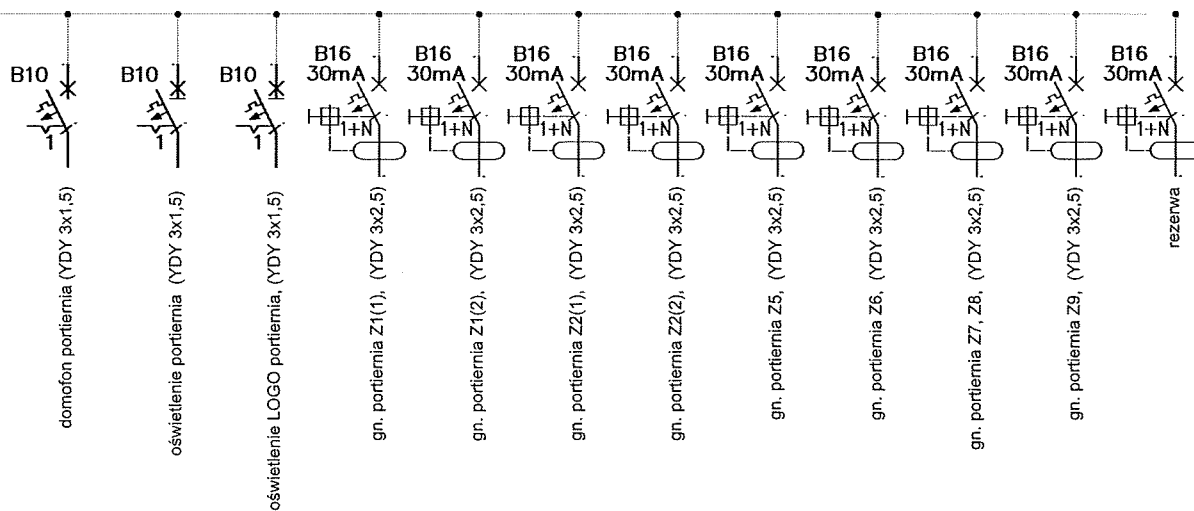 B10
1
domofon portiernia (YDY 3x1,5)
B10
1
oświetlenie portiernia (YDY 3x1,5)
B10
1
oświetlenie LOGO portiernia, (YDY 3x1,5)
B16
30mA
1+N
gn. portiernia Z1(1), (YDY 3x2,5)
B16
30mA
1+N
gn. portiernia Z1(2), (YDY 3x2,5)
B16
30mA
1+N
gn. portiernia Z2(1), (YDY 3x2,5)
B16
30mA
1+N
gn. portiernia Z2(2), (YDY 3x2,5)
B16
30mA
1+N
gn. portiernia Z5, (YDY 3x2,5)
B16
30mA
1+N
gn. portiernia Z6, (YDY 3x2,5)
B16
30mA
1+N
gn. portiernia Z7, Z8, (YDY 3x2,5)
B16
30mA
1+N
gn. portiernia Z9, (YDY 3x2,5)
B16
30mA
1+N
rezerwa